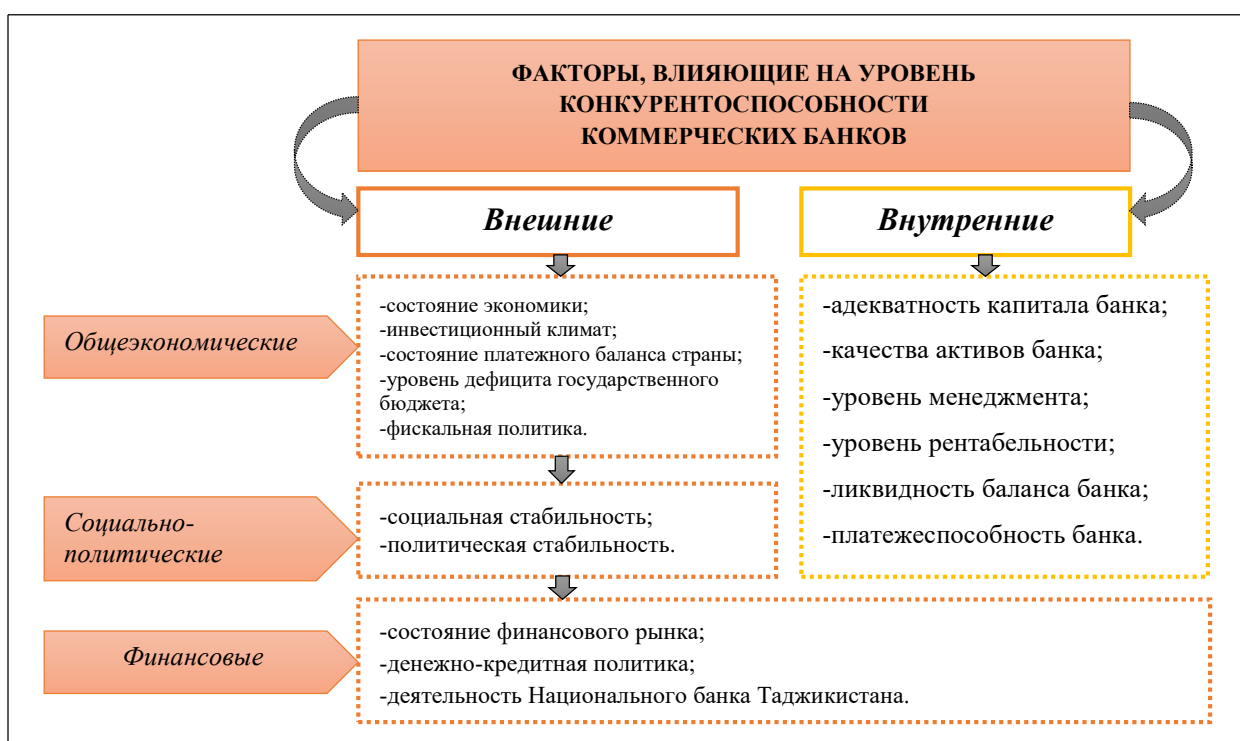 ФАКТОРЫ, ВЛИЯЮЩИЕ НА УРОВЕНЬ
КОНКУРЕНТОСПОСОБНОСТИ
КОММЕРЧЕСКИХ БАНКОВ
Внешние
Внутренние
Общеэкономические
-состояние экономики;
-инвестиционный климат;
-состояние платежного баланса страны;
-уровень дефицита государственного
бюджета;
-фискальная политика.
-адекватность капитала банка;
-качества активов банка;
-уровень менеджмента;
-уровень рентабельности;
-ликвидность баланса банка;
-платежеспособность банка.
Социально-
политические
-социальная стабильность;
-политическая стабильность.
Финансовые
-состояние финансового рынка;
-денежно-кредитная политика;
-деятельность Национального банка Таджикистана.